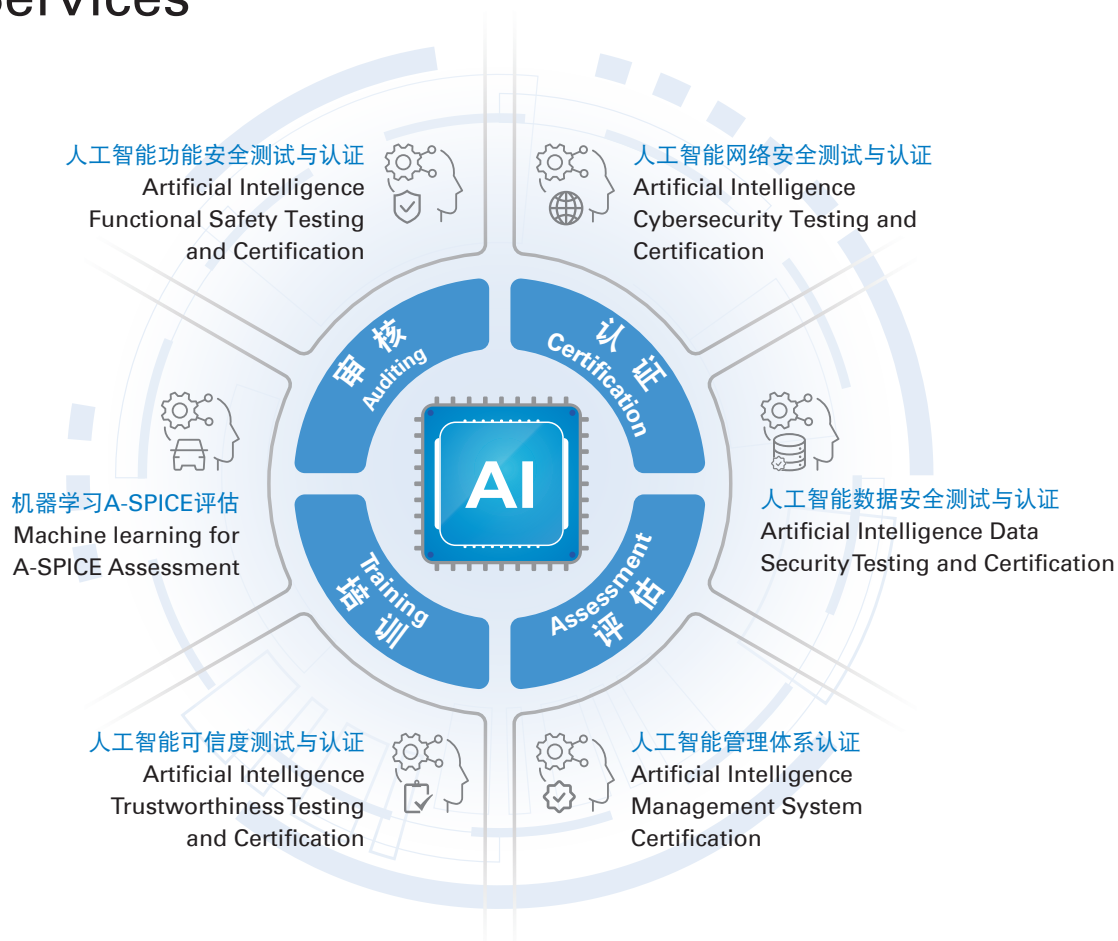 ervices
人工智能功能安全测试与认证
Artificial Intelligence
Functional Safety Testing
and Certification
人工智能网络安全测试与认证
Artificial Intelligence
Cybersecurity Testing and
Certification
审核
Auditing
认证
Certification
AI
机器学习A-SPICE评估
Machine learning for
A-SPICE Assessment
人工智能数据安全测试与认证
Artificial Intelligence Data
Security Testing and Certification
Training
培训
Assessment
评估
人工智能可信度测试与认证
Artificial Intelligence
Trustworthiness Testing
and Certification
人工智能管理体系认证
Artificial Intelligence
Management System
Certification